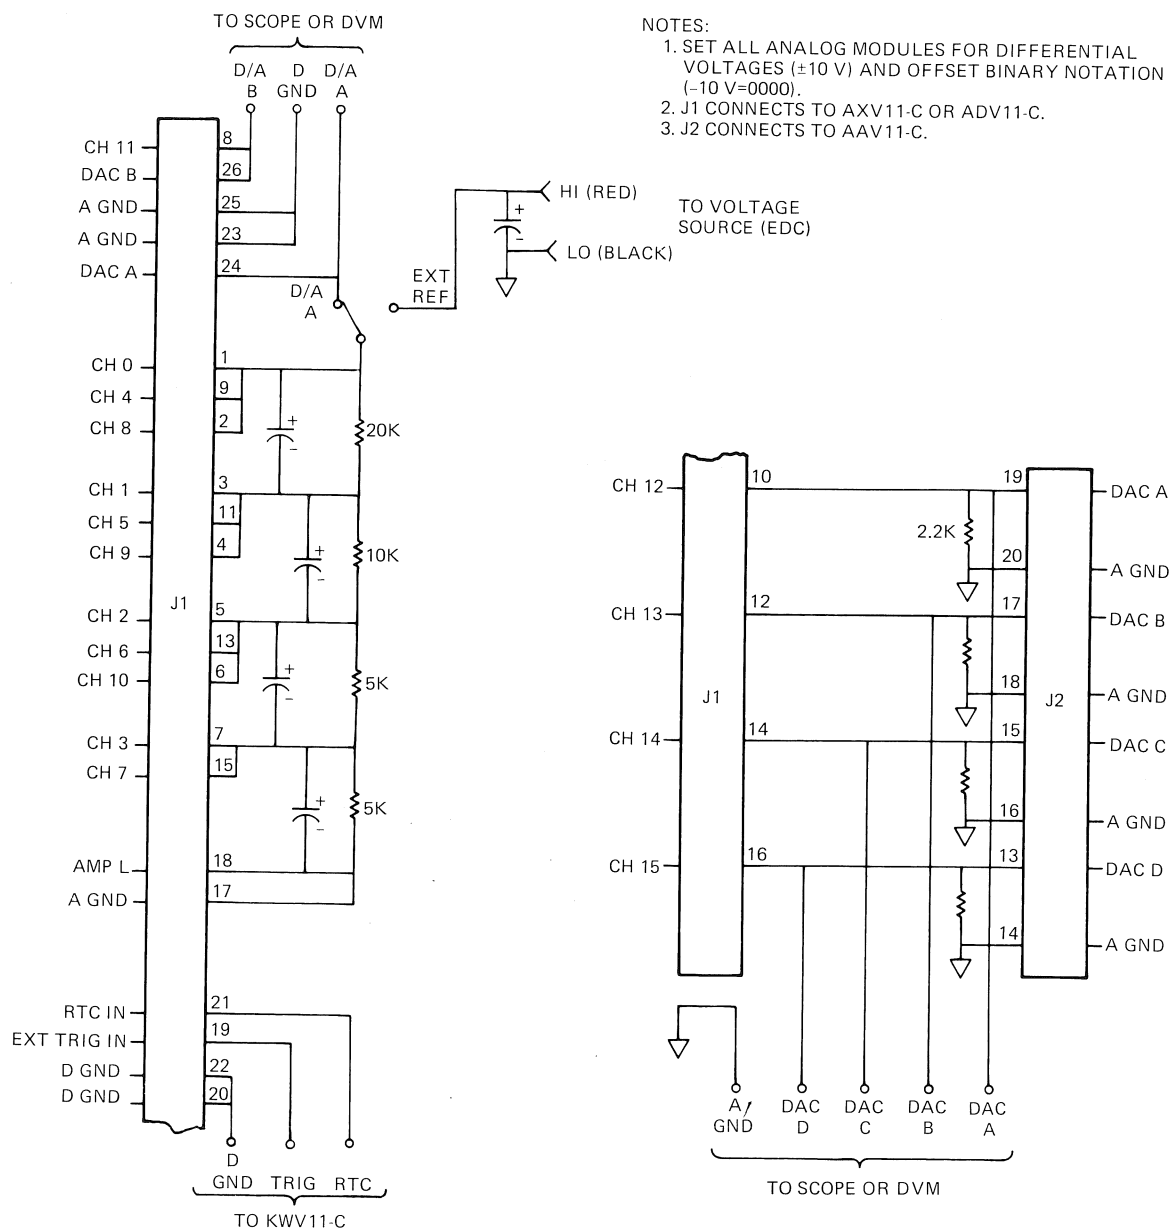 TO SCOPE OR DVM
D/A B
D GND
D/A A
NOTES:
1. SET ALL ANALOG MODULES FOR DIFFERENTIAL
VOLTAGES (±10 V) AND OFFSET BINARY NOTATION
(–10 V=0000).
2. J1 CONNECTS TO AXV11-C OR ADV11-C.
3. J2 CONNECTS TO AAV11-C.
CH 11 8
DAC B 26
A GND 25
A GND 23
DAC A 24
HI (RED)
+
–
LO (BLACK)
TO VOLTAGE
SOURCE (EDC)
EXT
REF
D/A
A
CH 0 1
CH 4 9
CH 8 2
+
–
20K
CH 1 3
CH 5 11
CH 9 4
+
–
10K
J1
CH 2 5
CH 6 13
CH 10 6
+
–
5K
CH 3 7
CH 7 15
+
–
5K
AMP L 18
A GND 17
RTC IN 21
EXT TRIG IN 19
D GND 22
D GND 20
D
GND TRIG RTC
TO KWV11-C
CH 12 10 19 DAC A
2.2K
20 A GND
CH 13 12 17 DAC B
18 A GND
J1 J2
CH 14 14 15 DAC C
16 A GND
CH 15 16 13 DAC D
14 A GND
A GND
DAC D
DAC C
DAC B
DAC A
TO SCOPE OR DVM